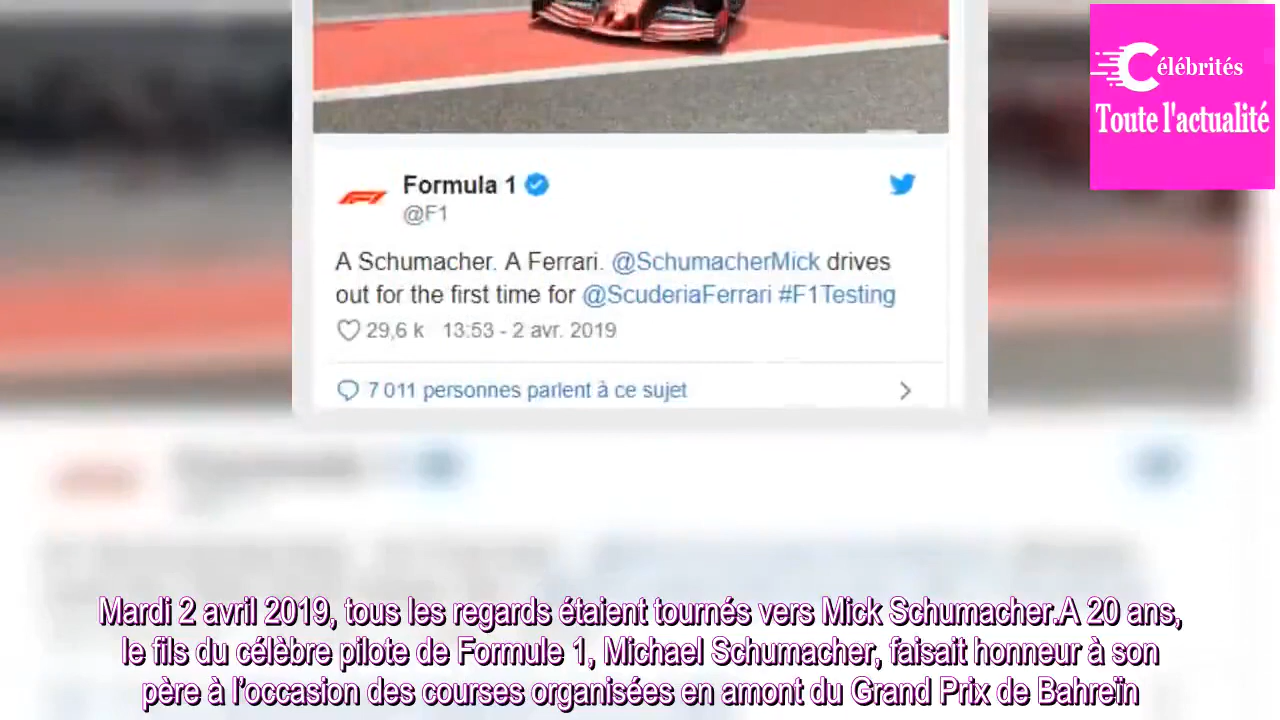 Célébrités
Toute l'actualité
Formula 1
@F1
A Schumacher. A Ferrari. @SchumacherMick drives
out for the first time for @ScuderiaFerrari #F1Testing
29,6 k 13:53 - 2 avr. 2019
7 011 personnes parlent à ce sujet
Mardi 2 avril 2019, tous les regards étaient tournés vers Mick Schumacher.A 20 ans,
le fils du célèbre pilote de Formule 1, Michael Schumacher, faisait honneur à son
père à l'occasion des courses organisées en amont du Grand Prix de Bahreïn